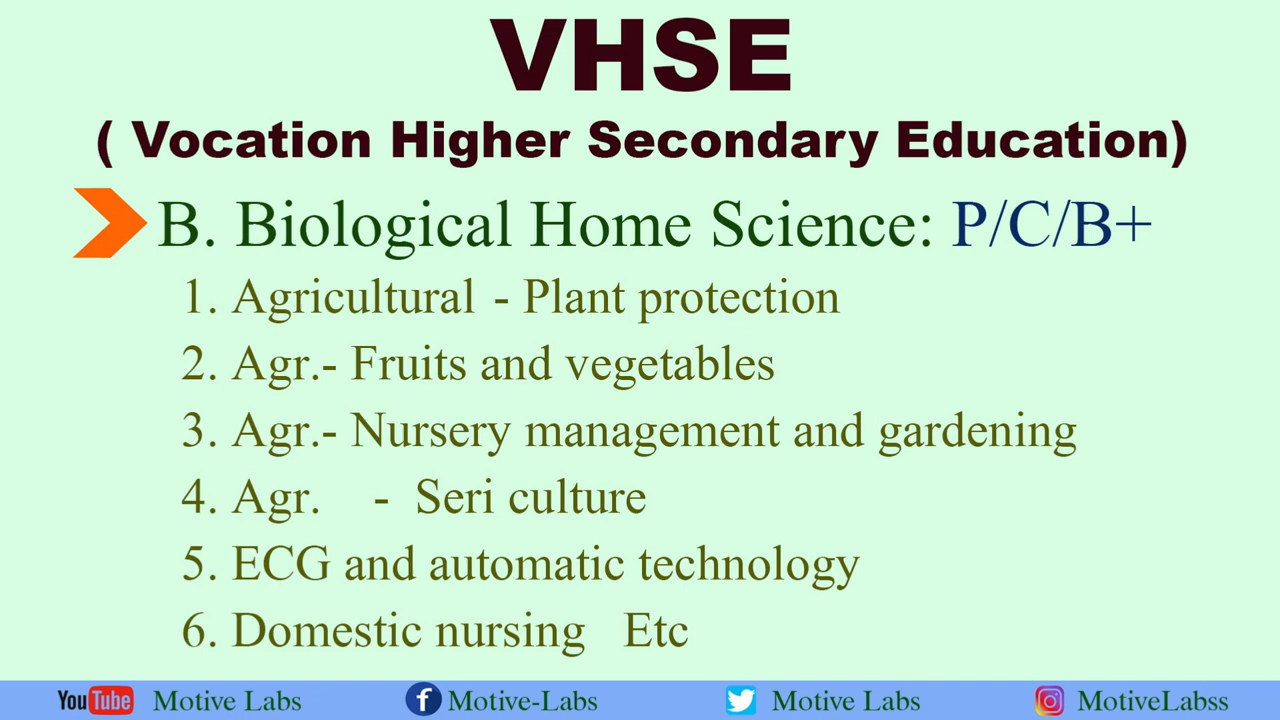 VHSE
( Vocation Higher Secondary Education)
B. Biological Home Science: P/C/B+
1. Agricultural - Plant protection
2. Agr.- Fruits and vegetables
3. Agr.- Nursery management and gardening
4. Agr. - Seri culture
5. ECG and automatic technology
6. Domestic nursing Etc
YouTube Motive Labs f Motive-Labs Motive Labs MotiveLabss